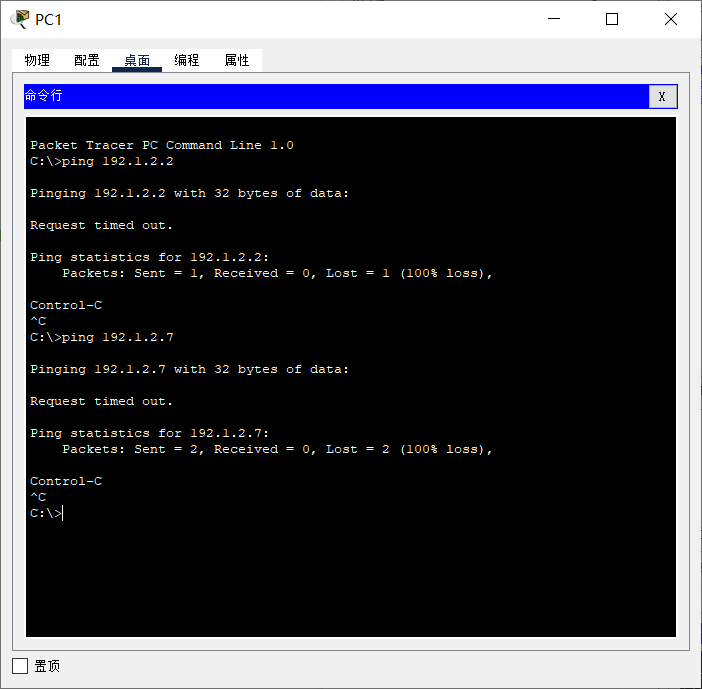 PC1
物理 配置 桌面 编程 属性
命令行 X
Packet Tracer PC Command Line 1.0
C:\>ping 192.1.2.2
Pinging 192.1.2.2 with 32 bytes of data:
Request timed out.
Ping statistics for 192.1.2.2:
    Packets: Sent = 1, Received = 0, Lost = 1 (100% loss),
Control-C
^C
C:\>ping 192.1.2.7
Pinging 192.1.2.7 with 32 bytes of data:
Request timed out.
Ping statistics for 192.1.2.7:
    Packets: Sent = 2, Received = 0, Lost = 2 (100% loss),
Control-C
^C
C:\>
置顶